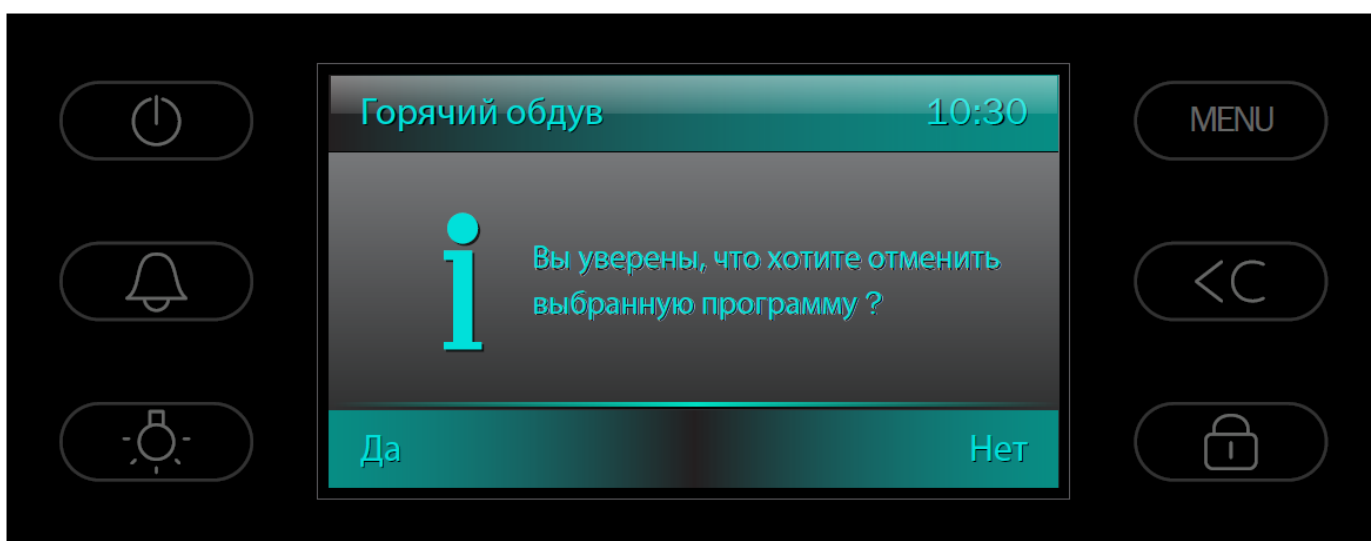 Горячий обдув 10:30
MENU
Вы уверены, что хотите отменить
выбранную программу ?
<C
Да Нет